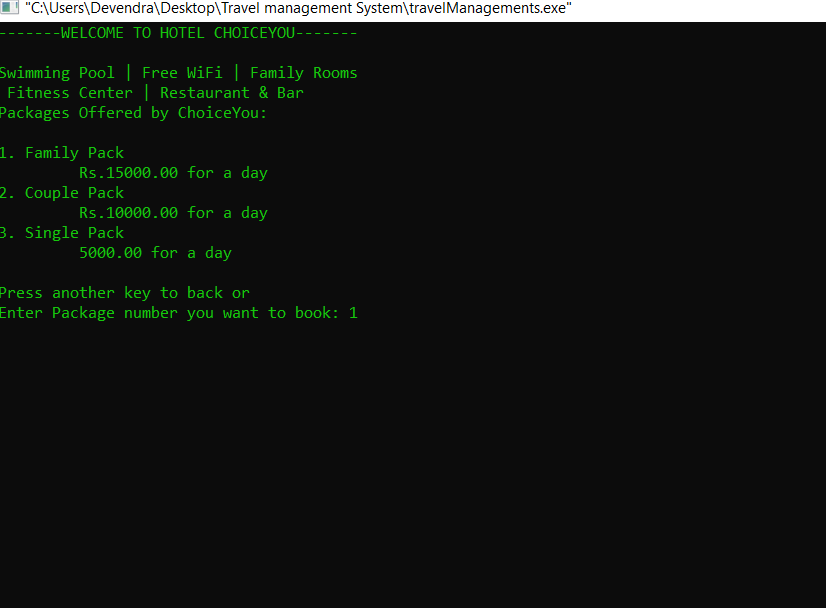 "C:\Users\Devendra\Desktop\Travel management System\travelManagements.exe"
-------WELCOME TO HOTEL CHOICEYOU-------
Swimming Pool | Free WiFi | Family Rooms
Fitness Center | Restaurant & Bar
Packages Offered by ChoiceYou:
1. Family Pack
Rs.15000.00 for a day
2. Couple Pack
Rs.10000.00 for a day
3. Single Pack
5000.00 for a day
Press another key to back or
Enter Package number you want to book: 1